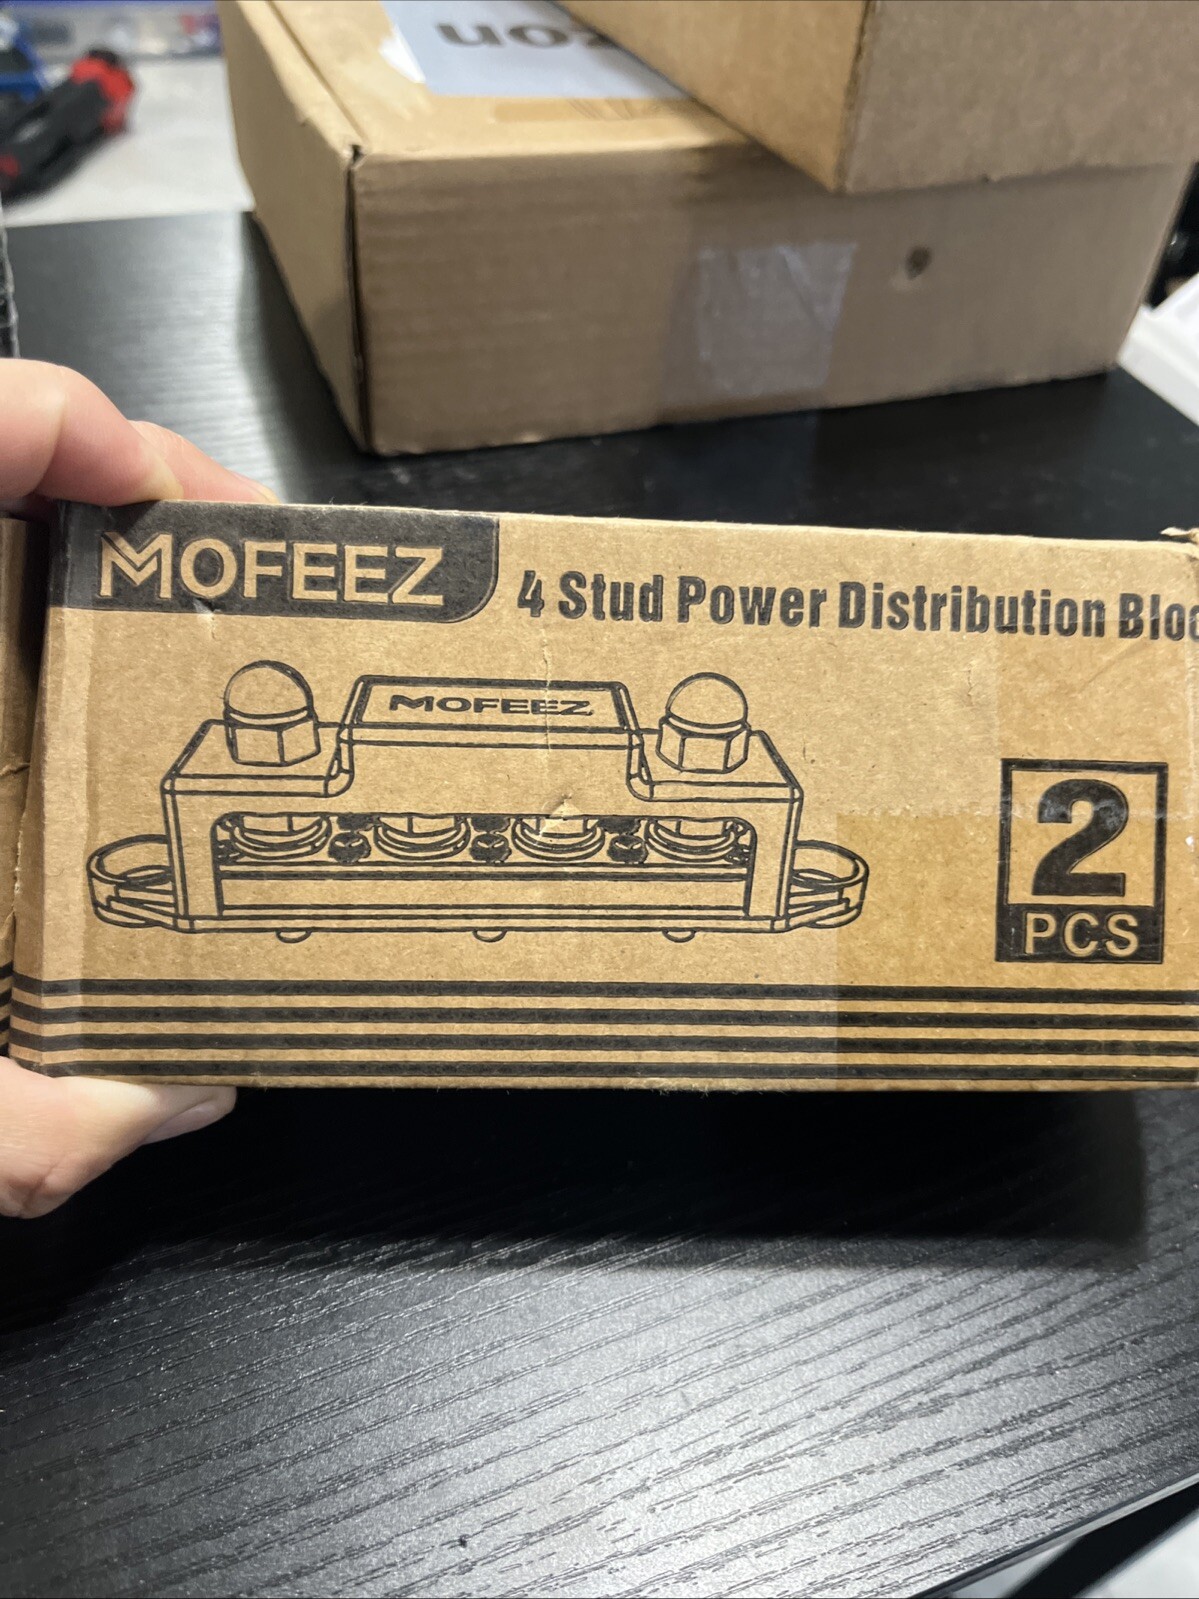 MOFEEZ
4 Stud Power Distribution Bloc
MOFEEZ
2
PCS